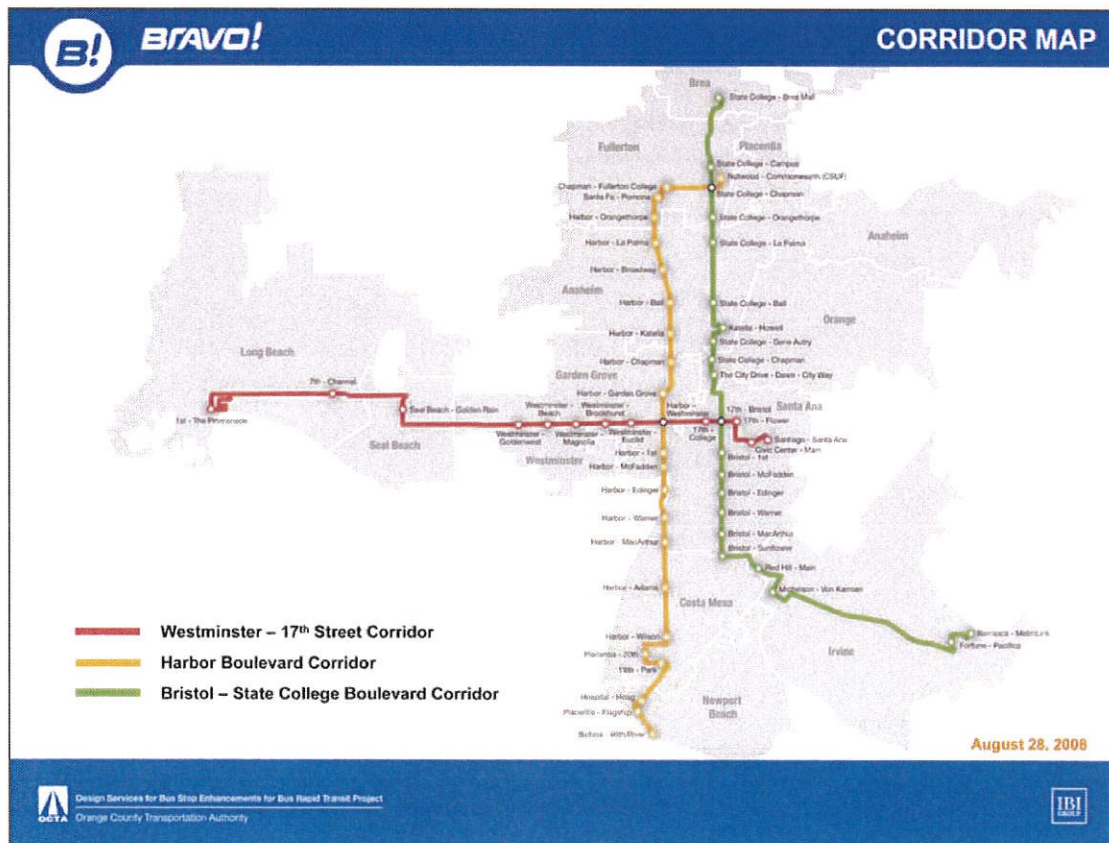 B! BravO!
CORRIDOR MAP
Brea
State College - Brea Mall
Fullerton
Placentia
State College - Campus
Nutwood - Commonwealth (CSUF)
Chapman - Fullerton College
State College - Chapman
Santa Fe - Pomona
Harbor - Orangethorpe
State College - Orangethorpe
Harbor - La Palma
State College - La Palma
Anaheim
Harbor - Broadway
Anaheim
Harbor - Ball
State College - Ball
Orange
Harbor - Katella
Katella - Howell
State College - Gene Autry
Long Beach
Harbor - Chapman
State College - Chapman
Garden Grove
The City Drive - Dawn - City Way
7th - Channel
Harbor - Garden Grove
Santa Ana
1st - The Promenade
Seal Beach - Golden Rain
Westminster -
Beach
Westminster -
Brookhurst
Harbor -
Westminster
17th - Bristol
17th - Flower
Seal Beach
Westminster -
Goldenwest
Westminster -
Magnolia
Westminster -
Euclid
17th -
College
Santiago - Santa Ana
Civic Center - Main
Westminster
Harbor - 1st
Bristol - 1st
Harbor - McFadden
Bristol - McFadden
Harbor - Edinger
Bristol - Edinger
Harbor - Warner
Bristol - Warner
Harbor - MacArthur
Bristol - MacArthur
Bristol - Sunflower
Red Hill - Main
Harbor - Adams
Michelson - Von Karman
Costa Mesa
Harbor - Wilson
Placentia - 20th
19th - Park
Irvine
Fortune - Pacifica
Hospital - Hoag
Placentia - Flagship
Newport
Beach
Westminster – 17th Street Corridor
Harbor Boulevard Corridor
Bristol – State College Boulevard Corridor
August 28, 2008
OCTA
Design Services for Bus Stop Enhancements for Bus Rapid Transit Project
Orange County Transportation Authority
IBI
GROUP